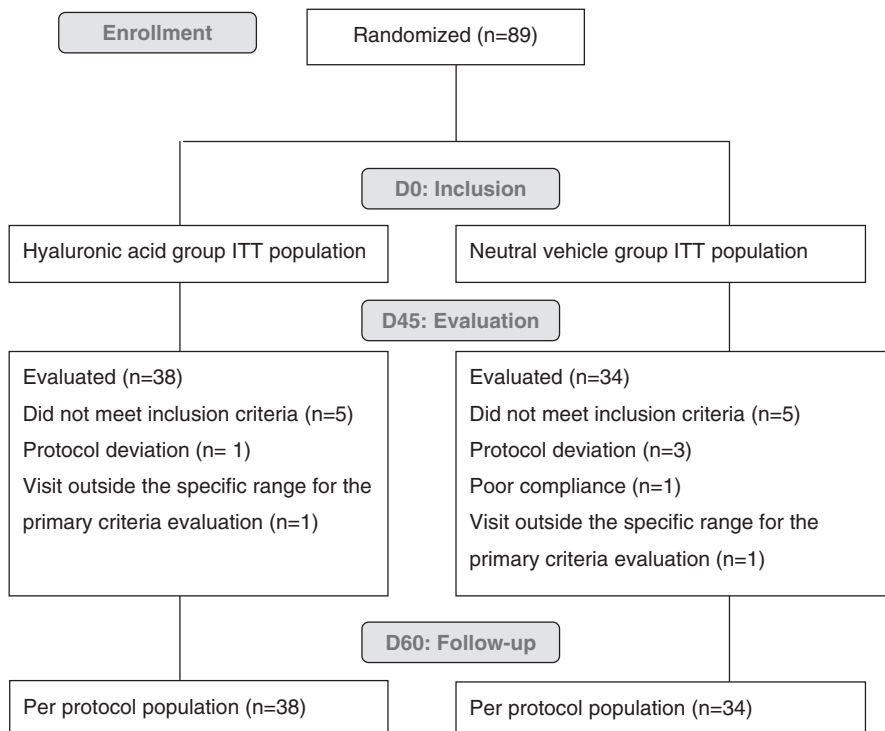 Enrollment
Randomized (n=89)
D0: Inclusion
Hyaluronic acid group ITT population
Neutral vehicle group ITT population
D45: Evaluation
Evaluated (n=38)
Did not meet inclusion criteria (n=5)
Protocol deviation (n= 1)
Visit outside the specific range for the
primary criteria evaluation (n=1)
Evaluated (n=34)
Did not meet inclusion criteria (n=5)
Protocol deviation (n=3)
Poor compliance (n=1)
Visit outside the specific range for the
primary criteria evaluation (n=1)
D60: Follow-up
Per protocol population (n=38)
Per protocol population (n=34)